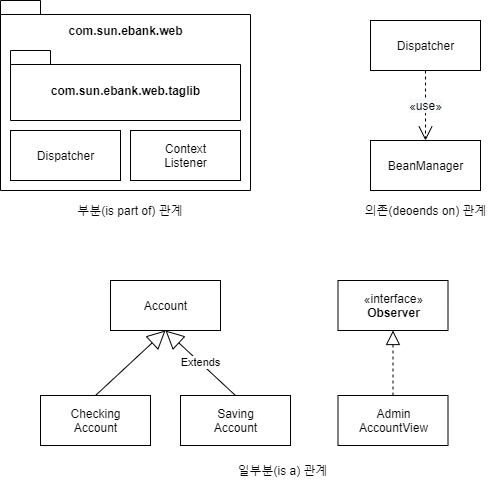 com.sun.ebank.web
com.sun.ebank.web.taglib
Dispatcher
Context
Listener
부분(is part of) 관계
Dispatcher
«use»
BeanManager
의존(deoends on) 관계
Account
Extends
Checking
Account
Saving
Account
«interface»
Observer
Admin
AccountView
일부분(is a) 관계